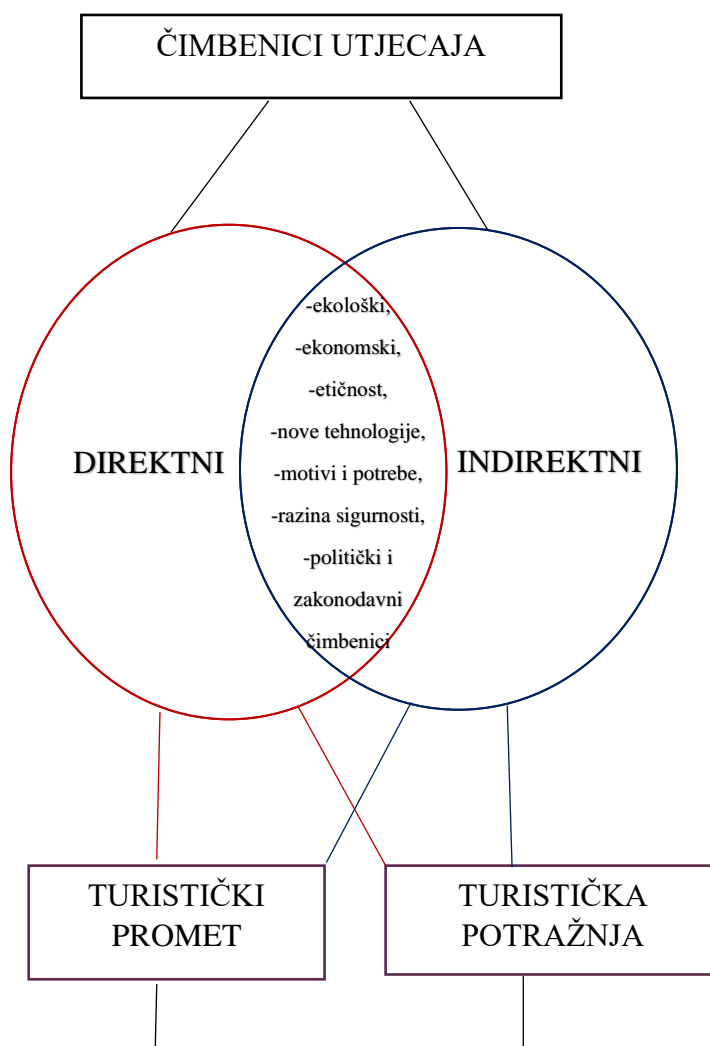 ČIMBENICI UTJECAJA
-ekološki,
-ekonomski,
-etičnost,
-nove tehnologije,
DIREKTNI
INDIREKTNI
-motivi i potrebe,
-razina sigurnosti,
-politički i
zakonodavni
čimbenici
TURISTIČKI
PROMET
TURISTIČKA
POTRAŽNJA